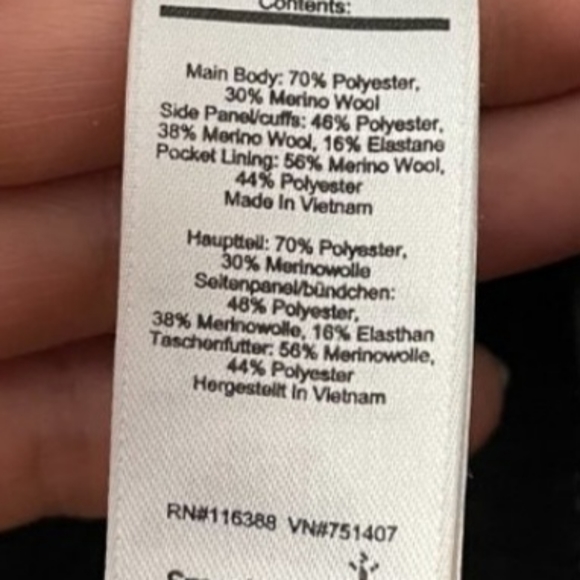 Contents:
Main Body: 70% Polyester,
30% Merino Wool
Side Panel/cuffs: 46% Polyester,
38% Merino Wool, 16% Elastane
Pocket Lining: 56% Merino Wool,
44% Polyester
Made In Vietnam
Hauptteil: 70% Polyester,
30% Merinowolle
Seitenpanel/bündchen:
46% Polyester,
38% Merinowolle, 16% Elasthan
Taschenfutter: 56% Merinowolle,
44% Polyester
Hergestellt In Vietnam
RN#116388 VN#751407